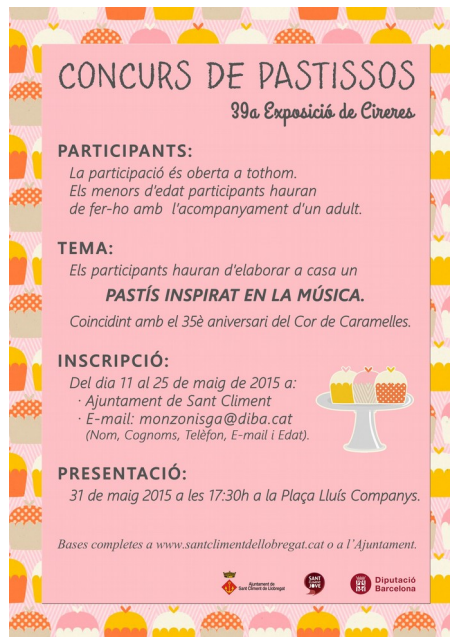 CONCURS DE PASTISSOS
39a Exposició de Cireres
PARTICIPANTS:
La participació és oberta a tothom.
Els menors d'edat participants hauran
de fer-ho amb l'acompanyament d'un adult.
TEMA:
Els participants hauran d'elaborar a casa un
PASTÍS INSPIRAT EN LA MÚSICA.
Coincidint amb el 35è aniversari del Cor de Caramelles.
INSCRIPCIÓ:
Del dia 11 al 25 de maig de 2015 a:
· Ajuntament de Sant Climent
· E-mail: monzonisga@diba.cat
(Nom, Cognoms, Telèfon, E-mail i Edat).
PRESENTACIÓ:
31 de maig 2015 a les 17:30h a la Plaça Lluís Companys.
Bases completes a www.santclimentdellobregat.cat o a l'Ajuntament.
Ajuntament de
Sant Climent de Llobregat
SANT
CLIMENT
JOVE
Diputació
Barcelona